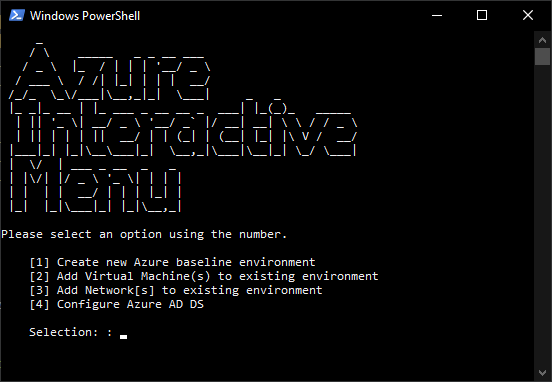 Windows PowerShell
Azure
Interactive
Menu
Please select an option using the number.
[1] Create new Azure baseline environment
[2] Add Virtual Machine(s) to existing environment
[3] Add Network[s] to existing environment
[4] Configure Azure AD DS
Selection: :